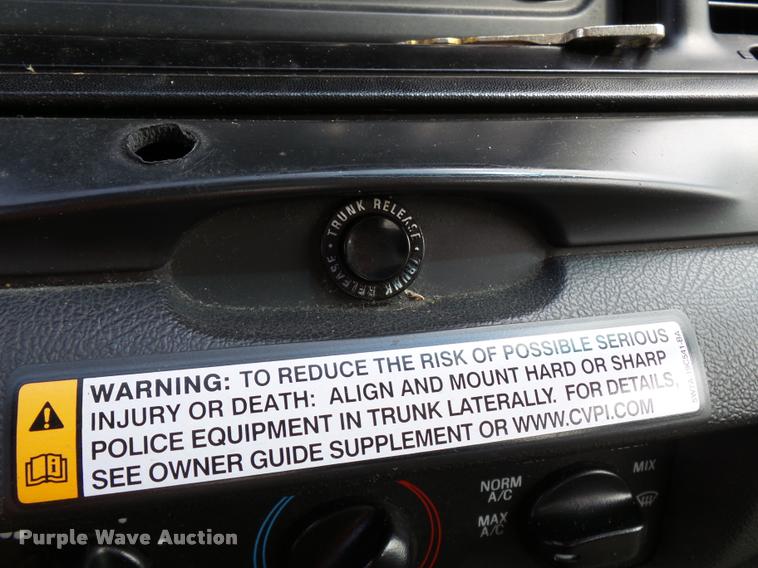 TRUNK RELEASE • TRUNK RELEASE •
WARNING: TO REDUCE THE RISK OF POSSIBLE SERIOUS
INJURY OR DEATH: ALIGN AND MOUNT HARD OR SHARP
POLICE EQUIPMENT IN TRUNK LATERALLY. FOR DETAILS,
SEE OWNER GUIDE SUPPLEMENT OR WWW.CVPI.COM
NORM
A/C
MAX
A/C
MIX
Purple Wave Auction